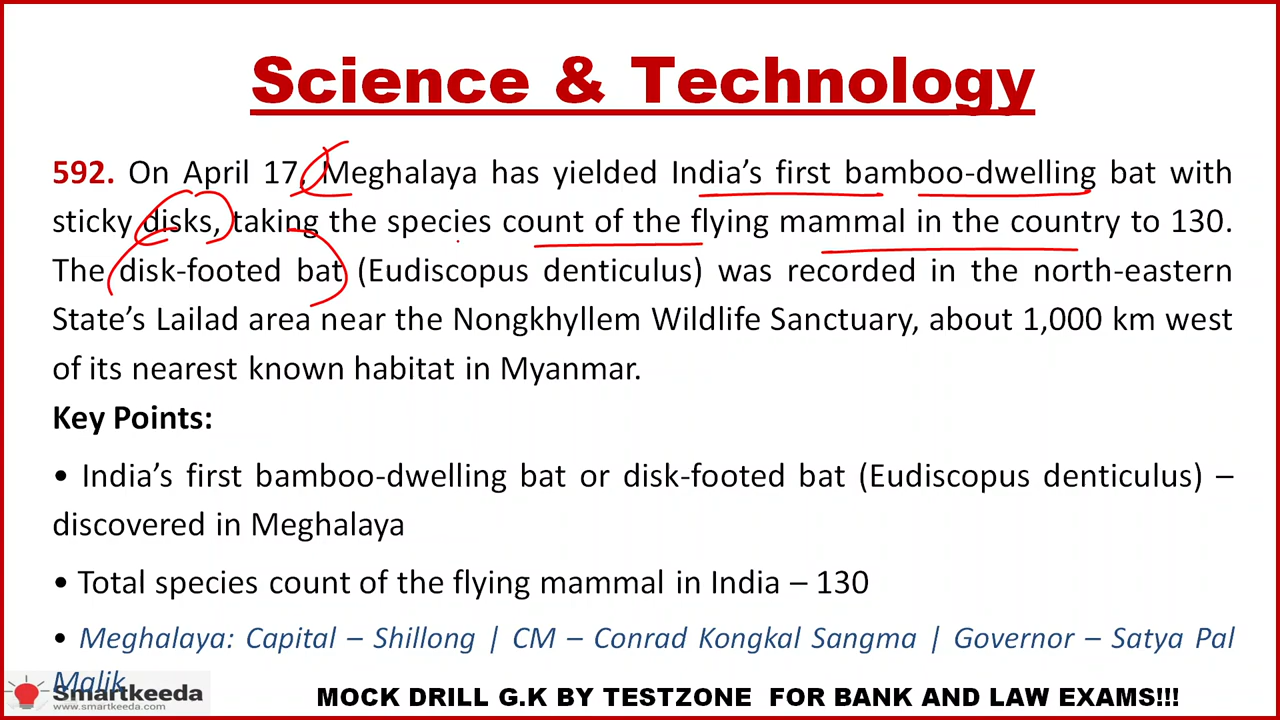 Science & Technology
592. On April 17, Meghalaya has yielded India's first bamboo-dwelling bat with
sticky disks, taking the species count of the flying mammal in the country to 130.
The disk-footed bat (Eudiscopus denticulus) was recorded in the north-eastern
State's Lailad area near the Nongkhyllem Wildlife Sanctuary, about 1,000 km west
of its nearest known habitat in Myanmar.
Key Points:
• India's first bamboo-dwelling bat or disk-footed bat (Eudiscopus denticulus) –
discovered in Meghalaya
• Total species count of the flying mammal in India – 130
• Meghalaya: Capital – Shillong | CM – Conrad Kongkal Sangma | Governor – Satya Pal
Malik
Smartkeeda
www.smartkeeda.com
MOCK DRILL G.K BY TESTZONE FOR BANK AND LAW EXAMS!!!